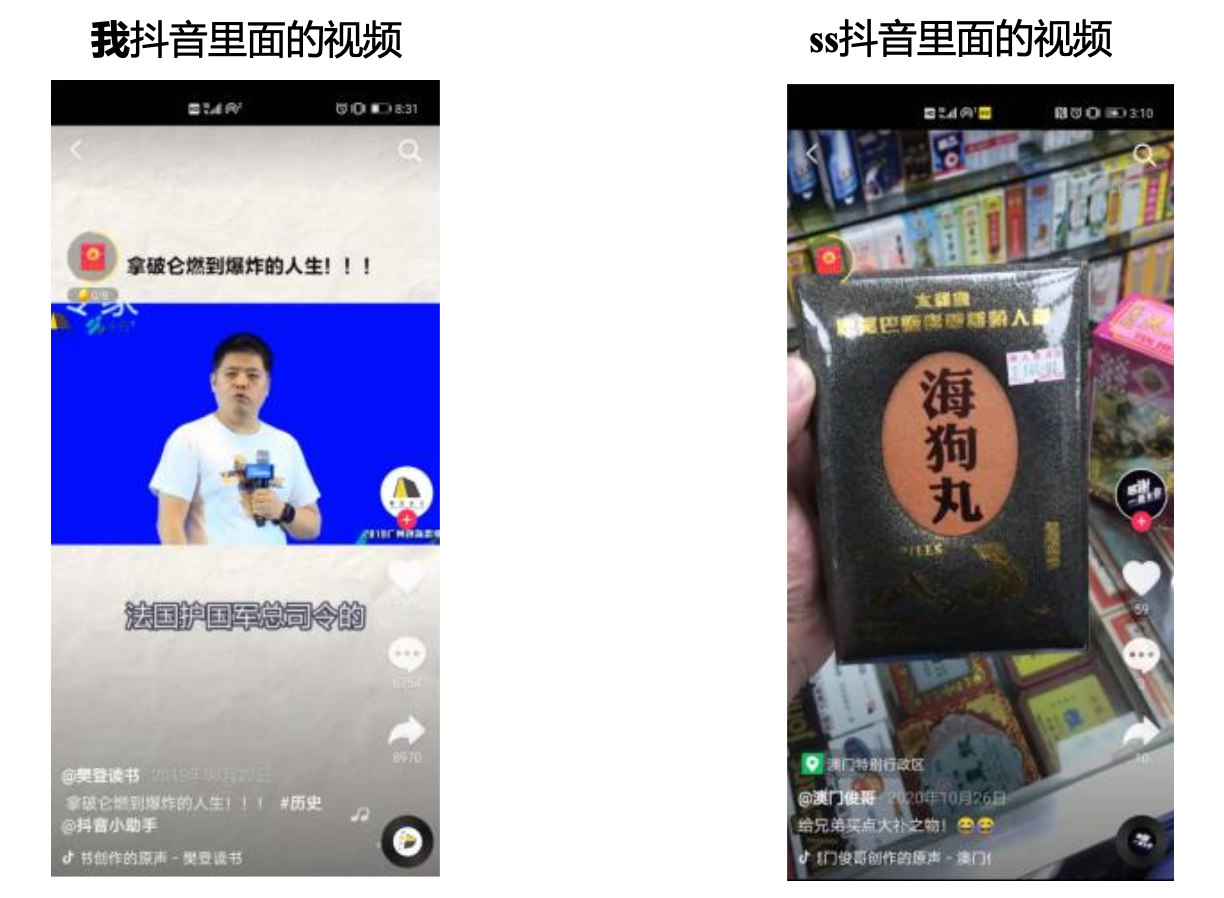 我抖音里面的视频
8:31
拿破仑燃到爆炸的人生！！！
法国护国军总司令的
6754
8970
@樊登读书 2019年08月22日
拿破仑燃到爆炸的人生！！！ #历史
@抖音小助手
书创作的原声 - 樊登读书
ss抖音里面的视频
3:10
海
狗
丸
感谢
59
10
澳门特别行政区
@澳门俊哥 2020年10月26日
给兄弟买点大补之物！😂😂
门俊哥创作的原声 - 澳门